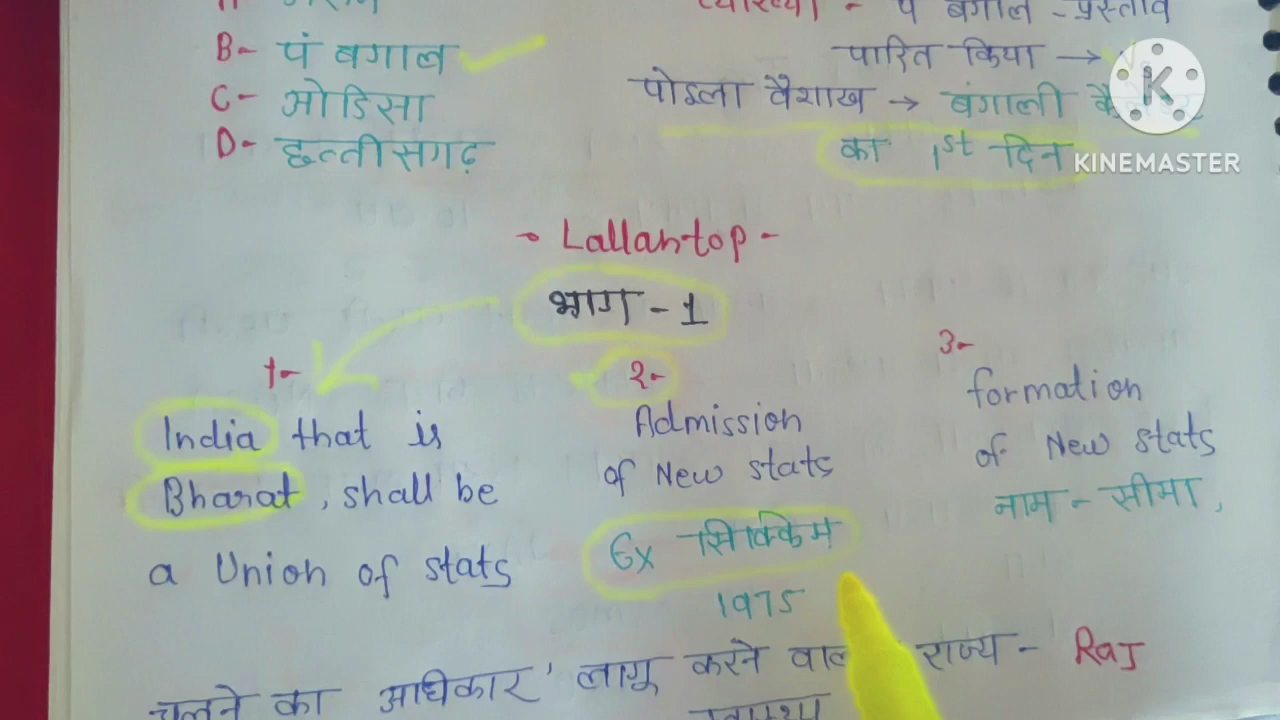 B- पं बगाल
C- ओडिसा
D- छत्तीसगढ़
व्याख्या - प बंगाल - प्रस्ताव
पारित किया →
पोइला वैशाख → बंगाली
का 1st दिन
KINEMASTER
- Lallantop -
भाग - 1
1-
India that is
Bharat, shall be
a Union of stats
2-
Admission
of New stats
Ex सिक्किम
1975
3-
formation
of New stats
नाम - सीमा,
चलने का अधिकार' लागू करने वाल राज्य - Raj